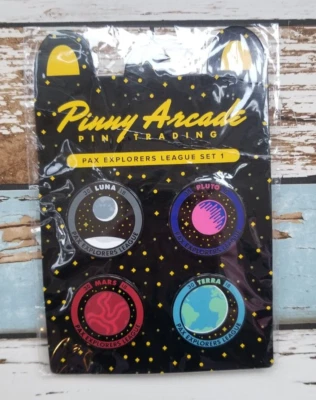 Pinny Arcade
PIN TRADING
PAX EXPLORERS LEAGUE SET 1
LUNA
PAX EXPLORERS LEAGUE
PLUTO
PAX EXPLORERS LEAGUE
MARS
PAX EXPLORERS LEAGUE
TERRA
PAX EXPLORERS LEAGUE